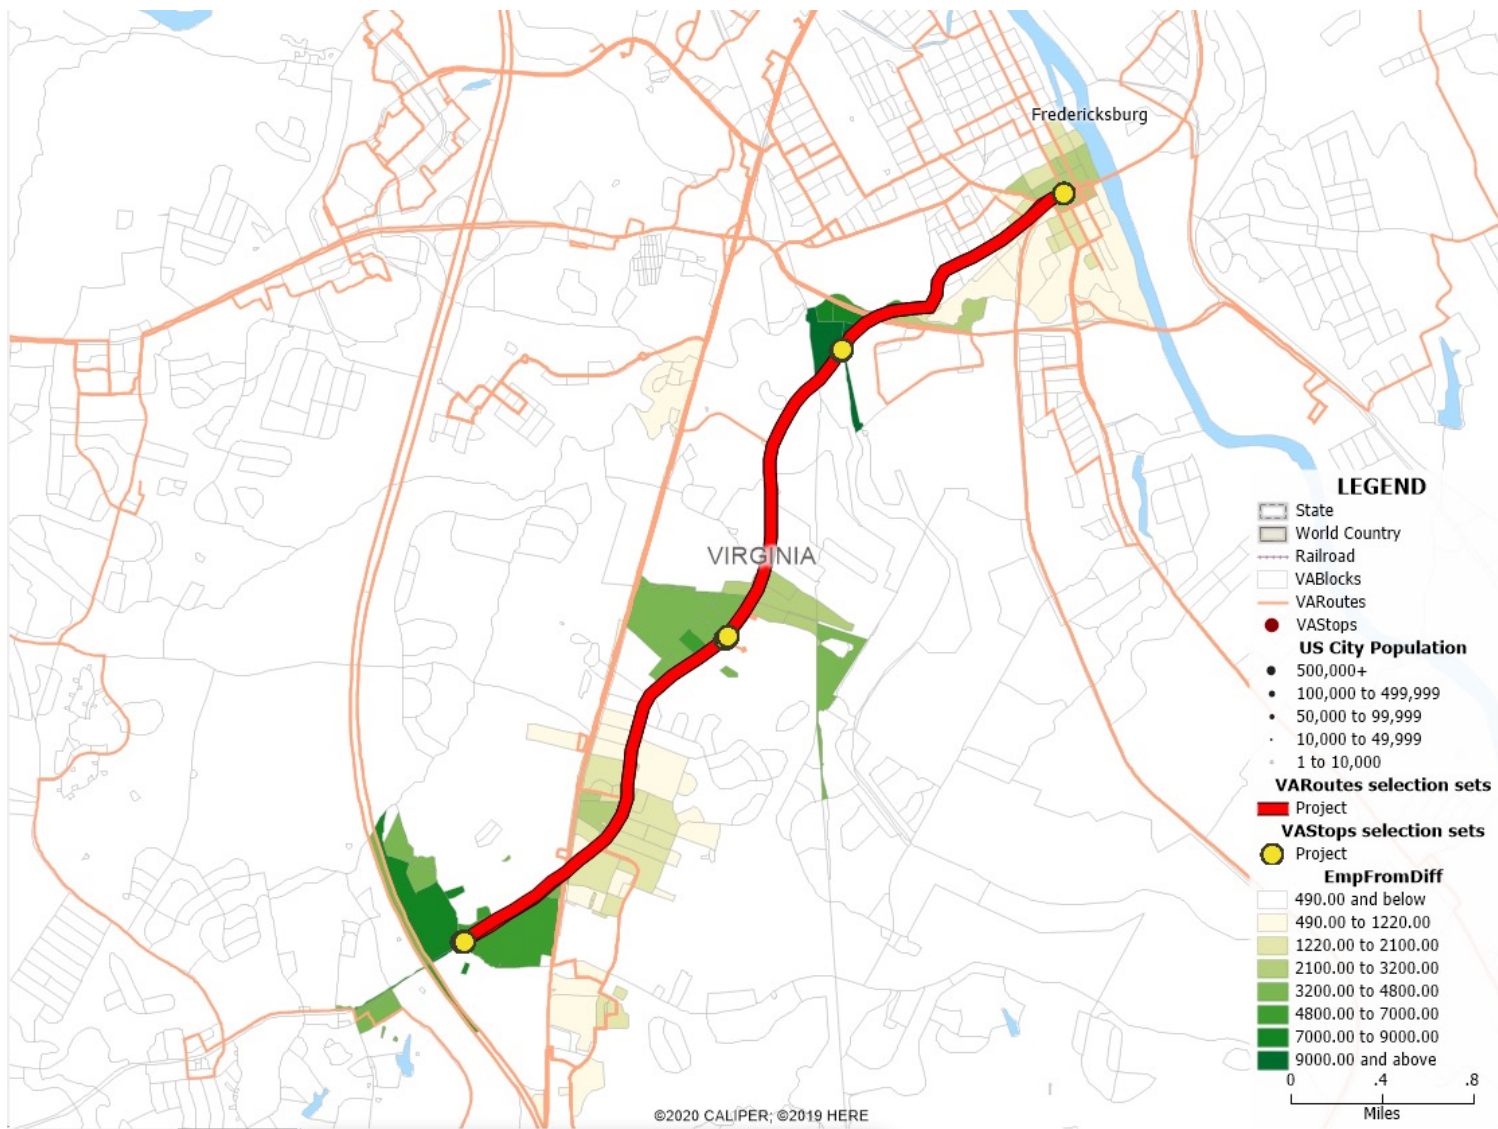 Fredericksburg
VIRGINIA
LEGEND
State
World Country
Railroad
VABlocks
VARoutes
VAStops
US City Population
500,000+
100,000 to 499,999
50,000 to 99,999
10,000 to 49,999
1 to 10,000
VARoutes selection sets
Project
VAStops selection sets
Project
EmpFromDiff
490.00 and below
490.00 to 1220.00
1220.00 to 2100.00
2100.00 to 3200.00
3200.00 to 4800.00
4800.00 to 7000.00
7000.00 to 9000.00
9000.00 and above
0 .4 .8
Miles
©2020 CALIPER; ©2019 HERE